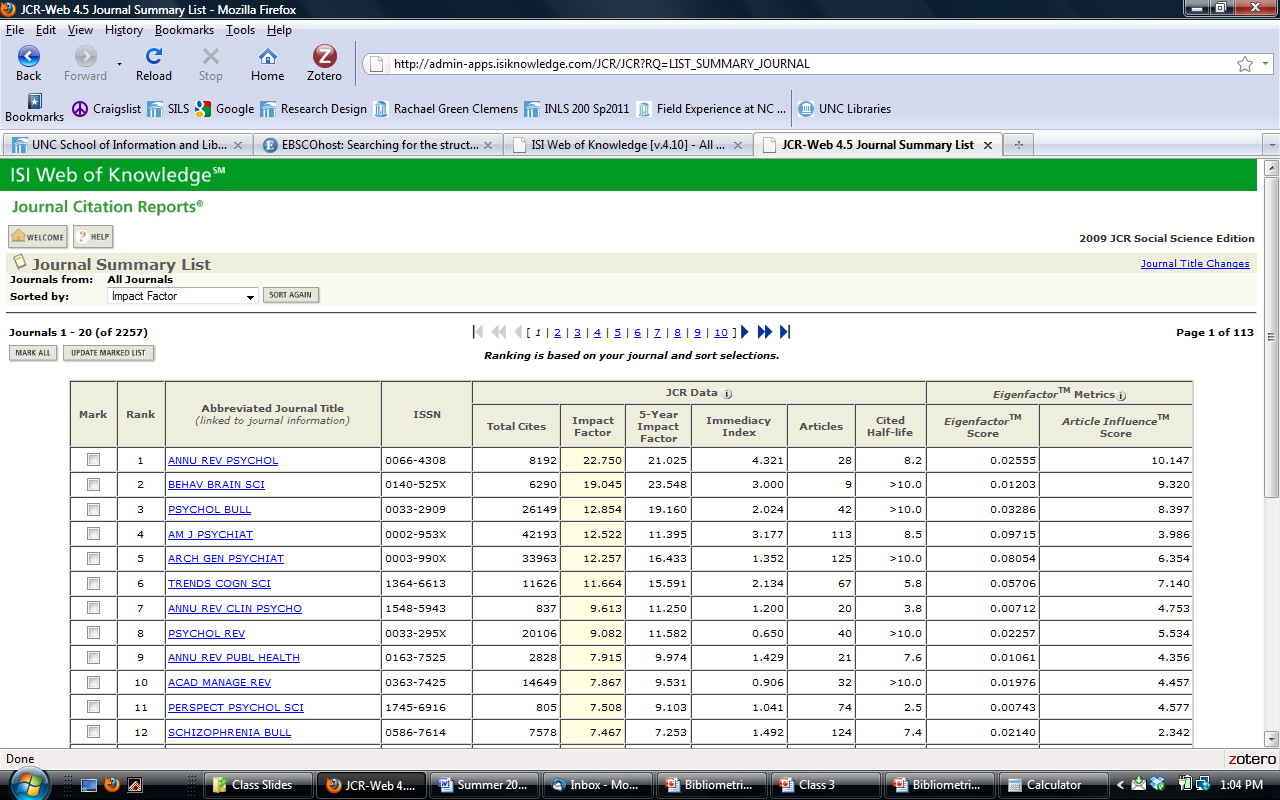 JCR-Web 4.5 Journal Summary List - Mozilla Firefox
File Edit View History Bookmarks Tools Help
Back Forward Reload Stop Home Zotero
http://admin-apps.isiknowledge.com/JCR/JCR?RQ=LIST_SUMMARY_JOURNAL
Bookmarks Craigslist SILS Google Research Design Rachael Green Clemens INLS 200 Sp2011 Field Experience at NC ... UNC Libraries
UNC School of Information and Lib... EBSCOhost: Searching for the struct... ISI Web of Knowledge [v.4.10] - All ... JCR-Web 4.5 Journal Summary List
ISI Web of Knowledge℠
Journal Citation Reports®
WELCOME ? HELP
2009 JCR Social Science Edition
Journal Summary List
Journal Title Changes
Journals from: All Journals
Sorted by: Impact Factor SORT AGAIN
Journals 1 - 20 (of 2257) [ 1 | 2 | 3 | 4 | 5 | 6 | 7 | 8 | 9 | 10 ] Page 1 of 113
MARK ALL UPDATE MARKED LIST
Ranking is based on your journal and sort selections.
Mark Rank Abbreviated Journal Title (linked to journal information) ISSN JCR Data i Eigenfactor™ Metrics i
Total Cites Impact Factor 5-Year Impact Factor Immediacy Index Articles Cited Half-life Eigenfactor™ Score Article Influence™ Score
1 ANNU REV PSYCHOL 0066-4308 8192 22.750 21.025 4.321 28 8.2 0.02555 10.147
2 BEHAV BRAIN SCI 0140-525X 6290 19.045 23.548 3.000 9 >10.0 0.01203 9.320
3 PSYCHOL BULL 0033-2909 26149 12.854 19.160 2.024 42 >10.0 0.03286 8.397
4 AM J PSYCHIAT 0002-953X 42193 12.522 11.395 3.177 113 8.5 0.09715 3.986
5 ARCH GEN PSYCHIAT 0003-990X 33963 12.257 16.433 1.352 125 >10.0 0.08054 6.354
6 TRENDS COGN SCI 1364-6613 11626 11.664 15.591 2.134 67 5.8 0.05706 7.140
7 ANNU REV CLIN PSYCHO 1548-5943 837 9.613 11.250 1.200 20 3.8 0.00712 4.753
8 PSYCHOL REV 0033-295X 20106 9.082 11.582 0.650 40 >10.0 0.02257 5.534
9 ANNU REV PUBL HEALTH 0163-7525 2828 7.915 9.974 1.429 21 7.6 0.01061 4.356
10 ACAD MANAGE REV 0363-7425 14649 7.867 9.531 0.906 32 >10.0 0.01976 4.457
11 PERSPECT PSYCHOL SCI 1745-6916 805 7.508 9.103 1.041 74 2.5 0.00743 4.577
12 SCHIZOPHRENIA BULL 0586-7614 7578 7.467 7.253 1.492 124 7.4 0.02140 2.342
Done zotero
Class Slides JCR-Web 4.... Summer 20... Inbox - Mo... Bibliometri... Class 3 Bibliometri... Calculator 1:04 PM